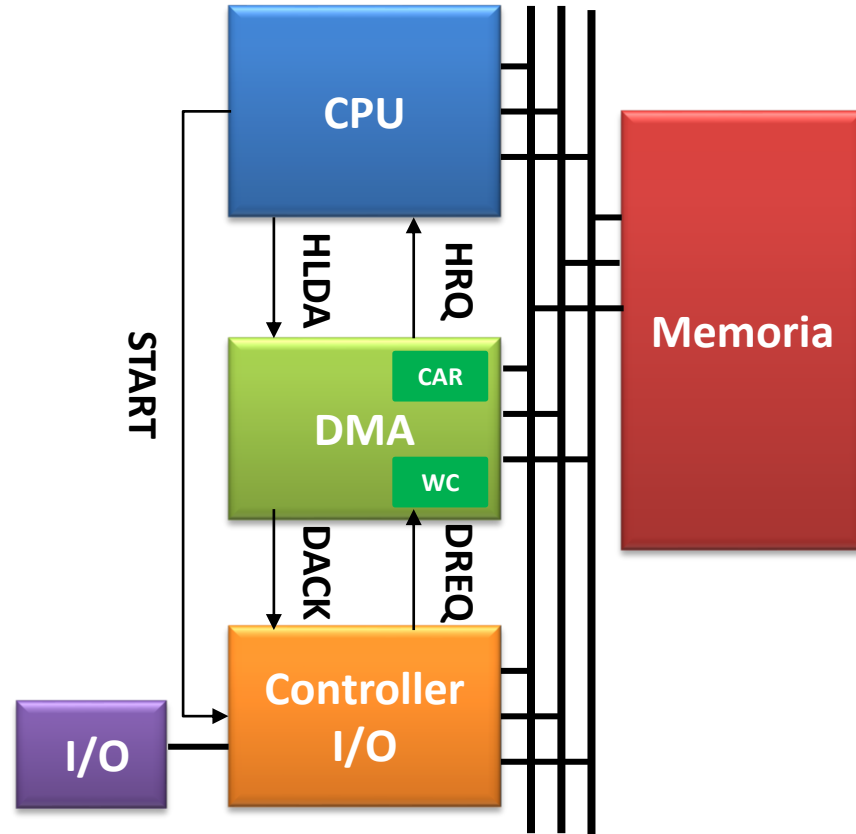 CPU
HLDA
HRQ
START
Memoria
CAR
DMA
WC
DACK
DREQ
Controller
I/O
I/O